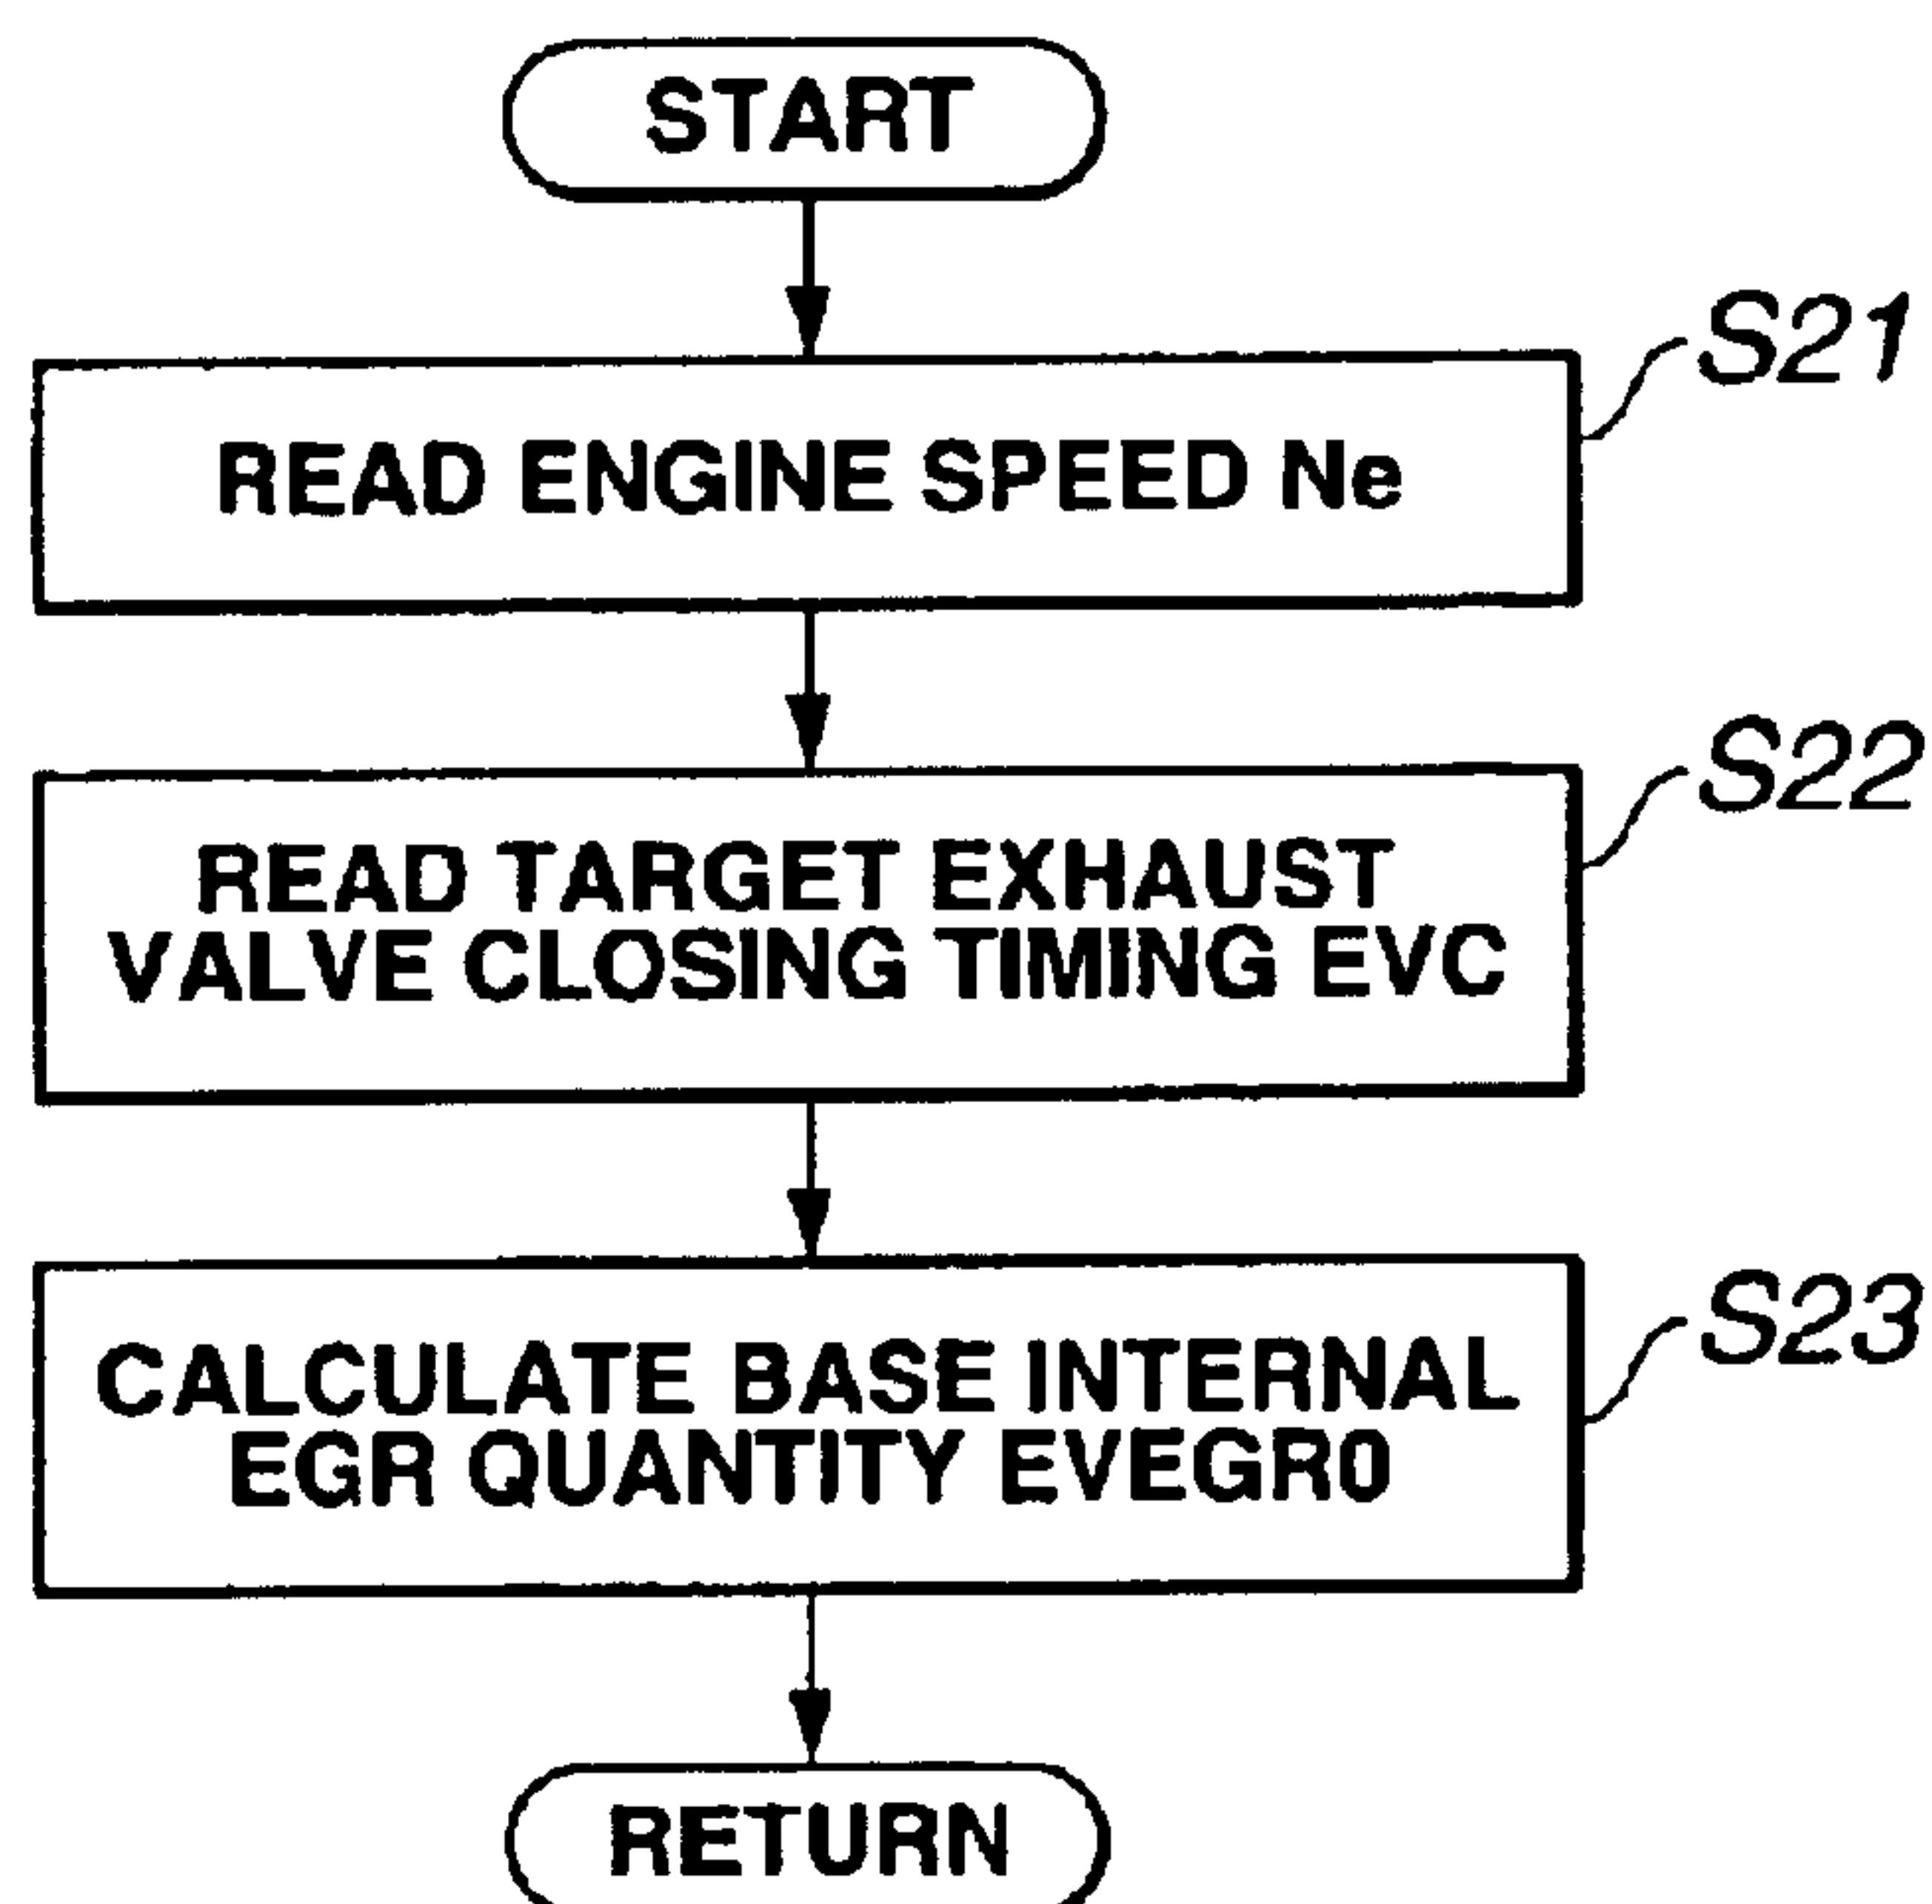 START
S21
READ ENGINE SPEED Ne
S22
READ TARGET EXHAUST
VALVE CLOSING TIMING EVC
S23
CALCULATE BASE INTERNAL
EGR QUANTITY EVEGR0
RETURN